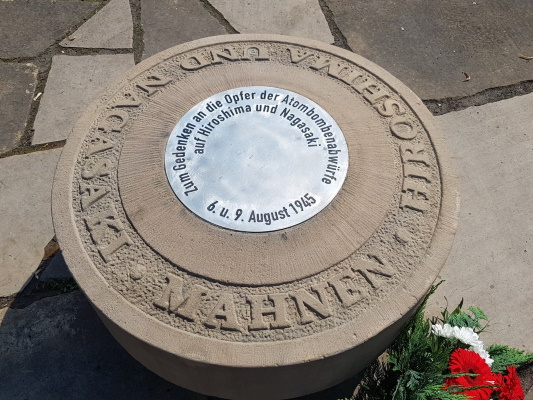 HIROSHIMA UND NAGASAKI
MAHNEN
Zum Gedenken an die Opfer der Atombombenabwürfe
auf Hiroshima und Nagasaki
6. u. 9. August 1945